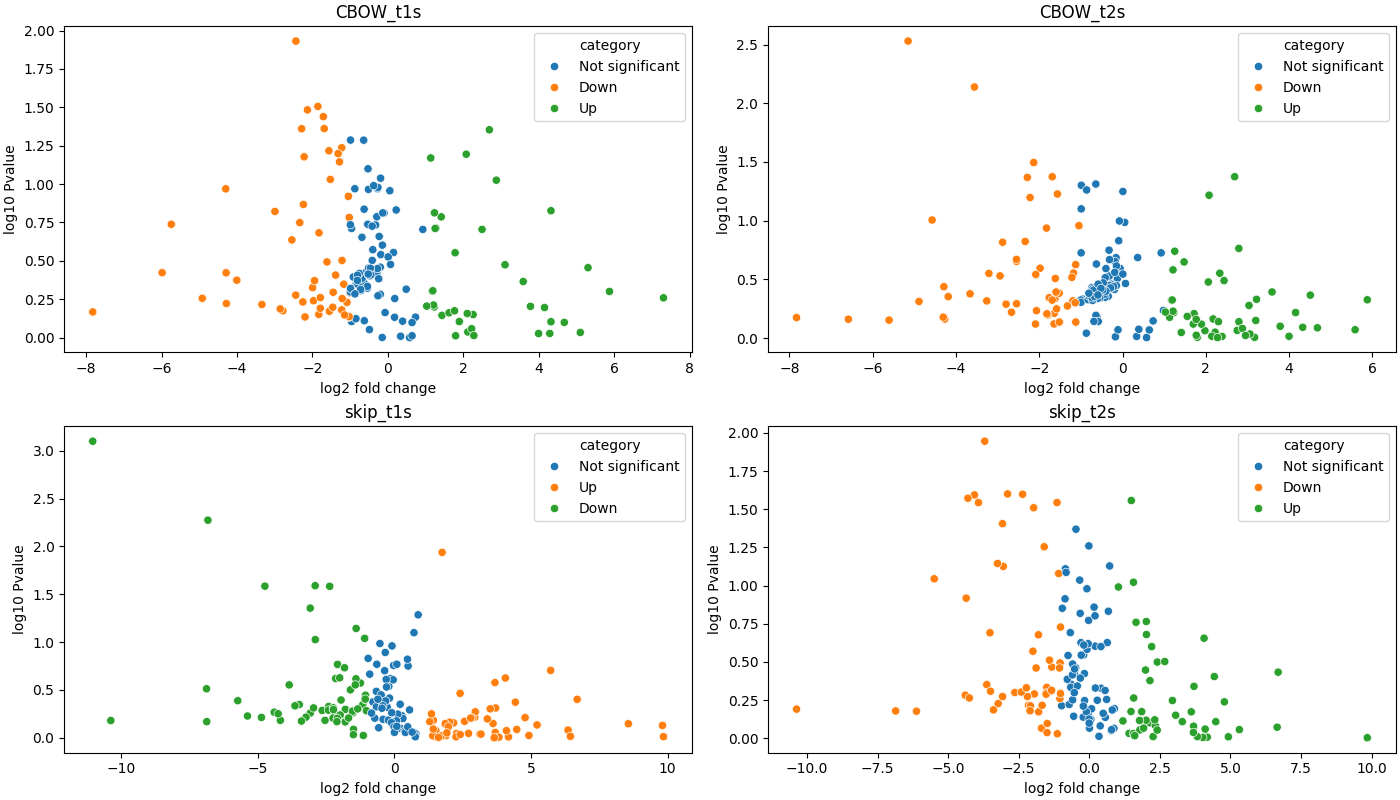 CBOW_t1s
log10 Pvalue
2.00
1.75
1.50
1.25
1.00
0.75
0.50
0.25
0.00
category
Not significant
Down
Up
−8 −6 −4 −2 0 2 4 6 8
log2 fold change
CBOW_t2s
log10 Pvalue
2.5
2.0
1.5
1.0
0.5
0.0
category
Not significant
Down
Up
−8 −6 −4 −2 0 2 4 6
log2 fold change
skip_t1s
log10 Pvalue
3.0
2.5
2.0
1.5
1.0
0.5
0.0
category
Not significant
Up
Down
−10 −5 0 5 10
log2 fold change
skip_t2s
log10 Pvalue
2.00
1.75
1.50
1.25
1.00
0.75
0.50
0.25
0.00
category
Not significant
Down
Up
−10.0 −7.5 −5.0 −2.5 0.0 2.5 5.0 7.5 10.0
log2 fold change